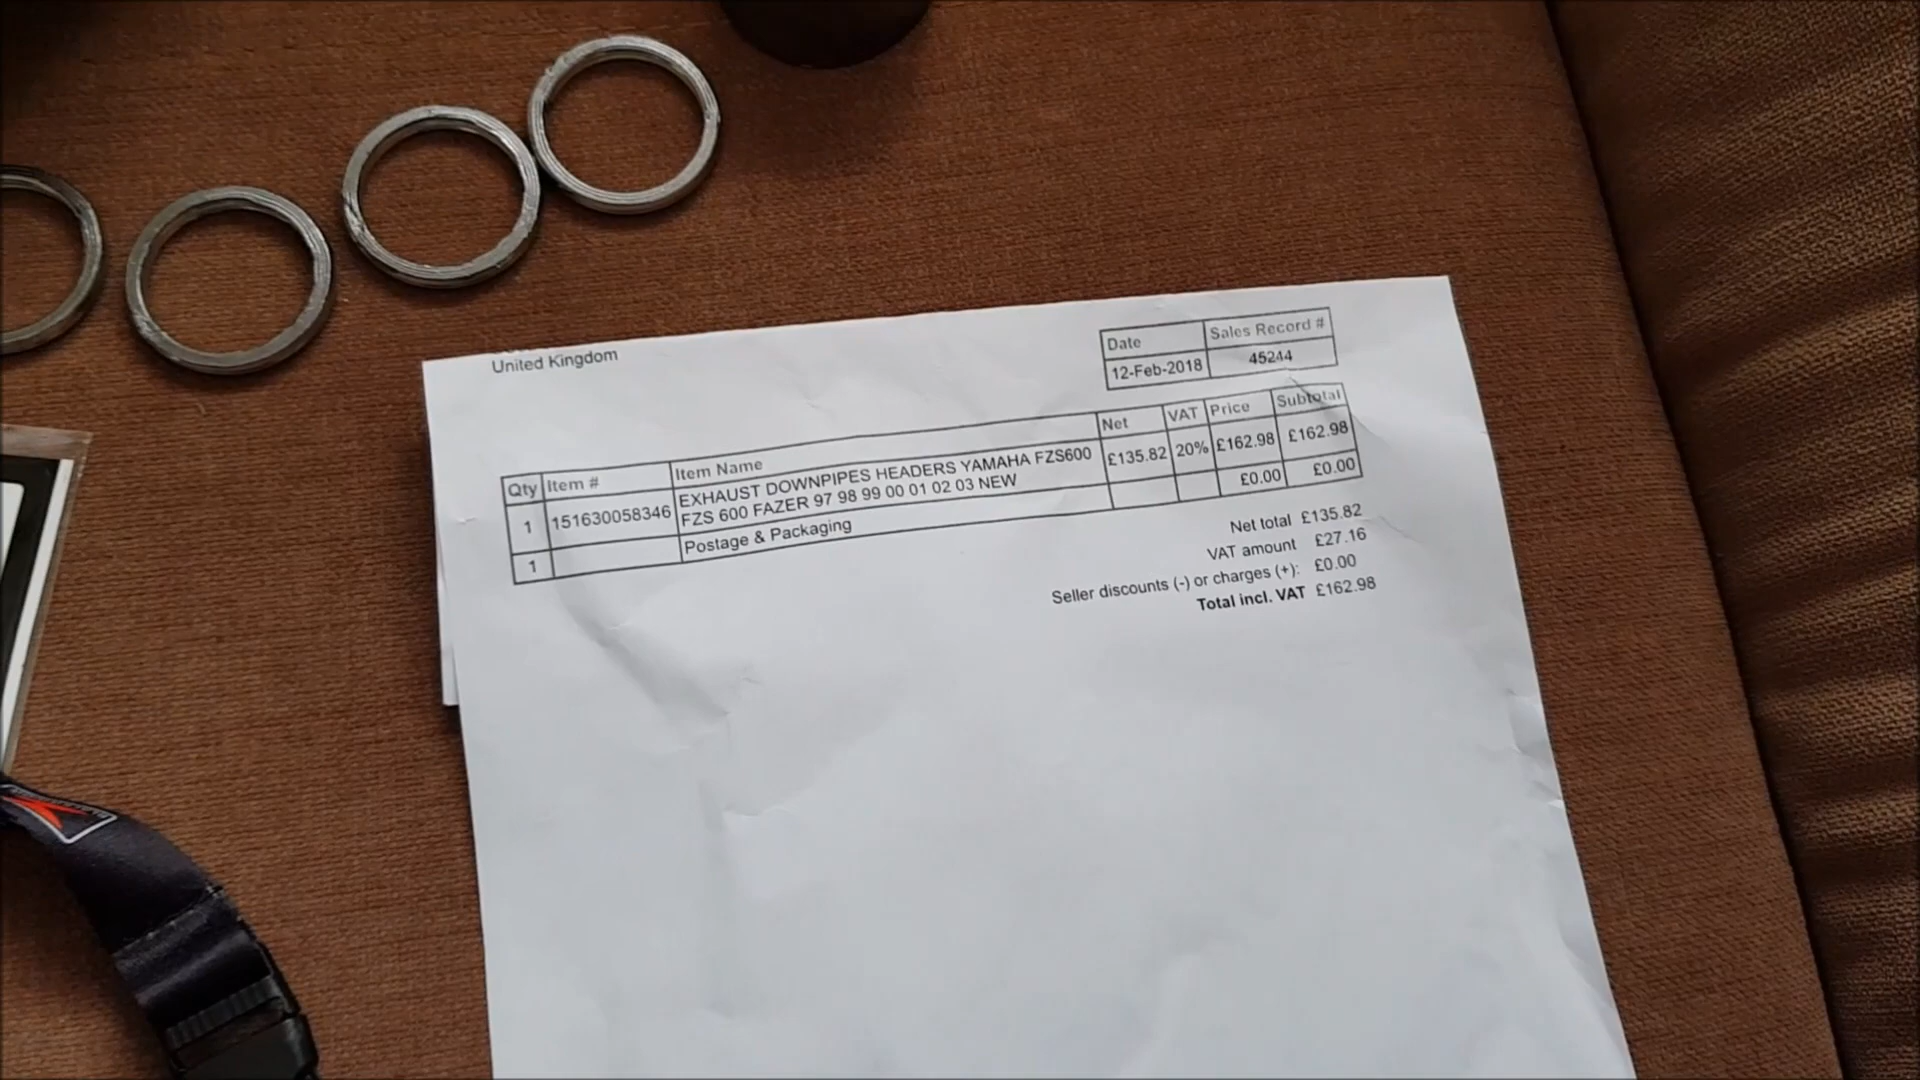 United Kingdom
Date Sales Record #
12-Feb-2018 45244
Qty Item # Item Name Net VAT Price Subtotal
1 151630058346 EXHAUST DOWNPIPES HEADERS YAMAHA FZS600 £135.82 20% £162.98 £162.98
FZS 600 FAZER 97 98 99 00 01 02 03 NEW
1 Postage & Packaging £0.00 £0.00
Net total £135.82
VAT amount £27.16
Seller discounts (-) or charges (+): £0.00
Total incl. VAT £162.98